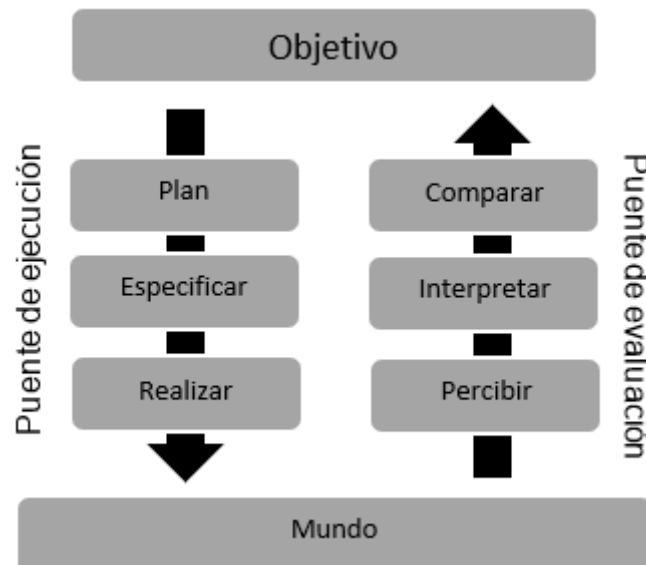 Objetivo
Puente de ejecución
Plan
Especificar
Realizar
Comparar
Interpretar
Percibir
Puente de evaluación
Mundo